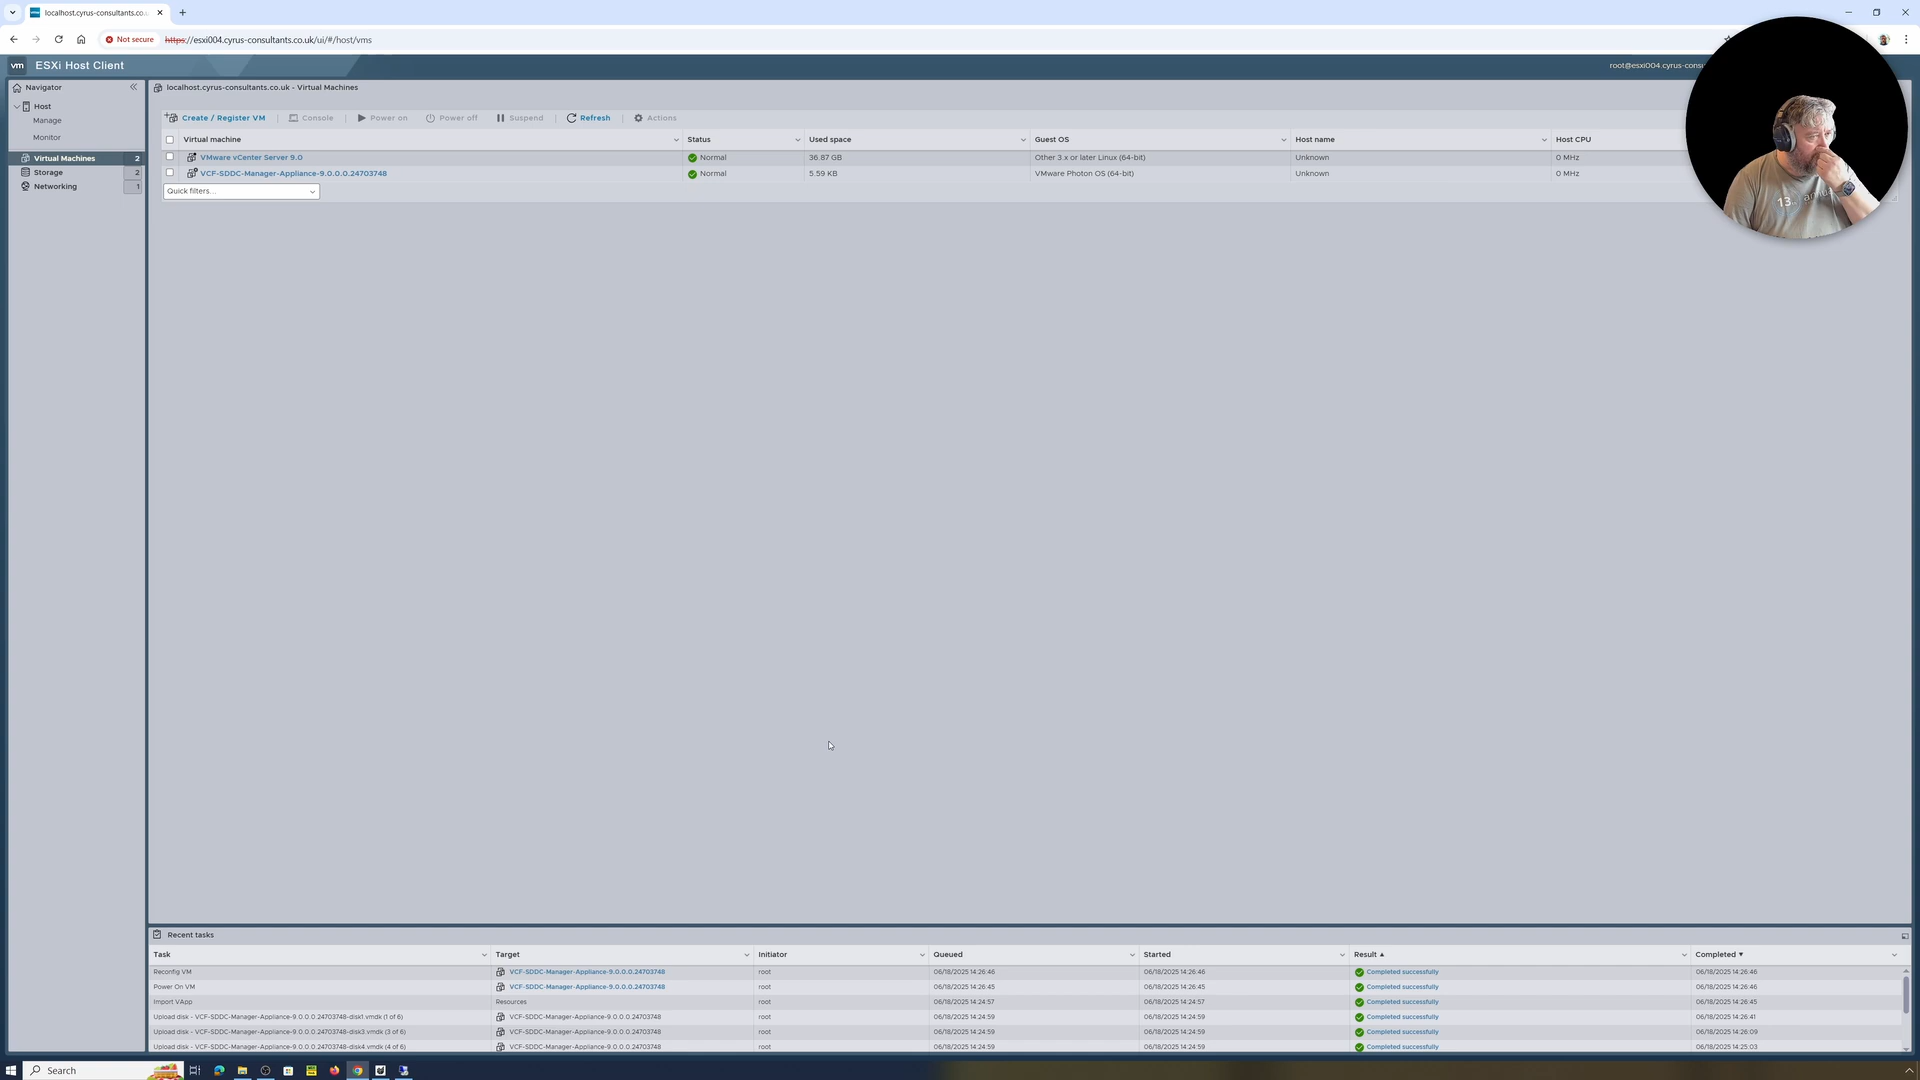 localhost.cyrus-consultants.co.u
Not secure https://esxi004.cyrus-consultants.co.uk/ui/#/host/vms
vm ESXi Host Client
root@esxi004.cyrus-consu
Navigator
Host
Manage
Monitor
Virtual Machines 2
Storage 2
Networking 1
localhost.cyrus-consultants.co.uk - Virtual Machines
Create / Register VM Console Power on Power off Suspend Refresh Actions
Virtual machine Status Used space Guest OS Host name Host CPU
VMware vCenter Server 9.0 Normal 36.87 GB Other 3.x or later Linux (64-bit) Unknown 0 MHz
VCF-SDDC-Manager-Appliance-9.0.0.0.24703748 Normal 5.59 KB VMware Photon OS (64-bit) Unknown 0 MHz
Quick filters...
13.
Recent tasks
Task Target Initiator Queued Started Result Completed
Reconfig VM VCF-SDDC-Manager-Appliance-9.0.0.0.24703748 root 06/18/2025 14:26:46 06/18/2025 14:26:46 Completed successfully 06/18/2025 14:26:46
Power On VM VCF-SDDC-Manager-Appliance-9.0.0.0.24703748 root 06/18/2025 14:26:45 06/18/2025 14:26:45 Completed successfully 06/18/2025 14:26:46
Import VApp Resources root 06/18/2025 14:24:57 06/18/2025 14:24:57 Completed successfully 06/18/2025 14:26:45
Upload disk - VCF-SDDC-Manager-Appliance-9.0.0.0.24703748-disk1.vmdk (1 of 6) VCF-SDDC-Manager-Appliance-9.0.0.0.24703748 root 06/18/2025 14:24:59 06/18/2025 14:24:59 Completed successfully 06/18/2025 14:26:41
Upload disk - VCF-SDDC-Manager-Appliance-9.0.0.0.24703748-disk3.vmdk (3 of 6) VCF-SDDC-Manager-Appliance-9.0.0.0.24703748 root 06/18/2025 14:24:59 06/18/2025 14:24:59 Completed successfully 06/18/2025 14:26:09
Upload disk - VCF-SDDC-Manager-Appliance-9.0.0.0.24703748-disk4.vmdk (4 of 6) VCF-SDDC-Manager-Appliance-9.0.0.0.24703748 root 06/18/2025 14:24:59 06/18/2025 14:24:59 Completed successfully 06/18/2025 14:25:03
Search